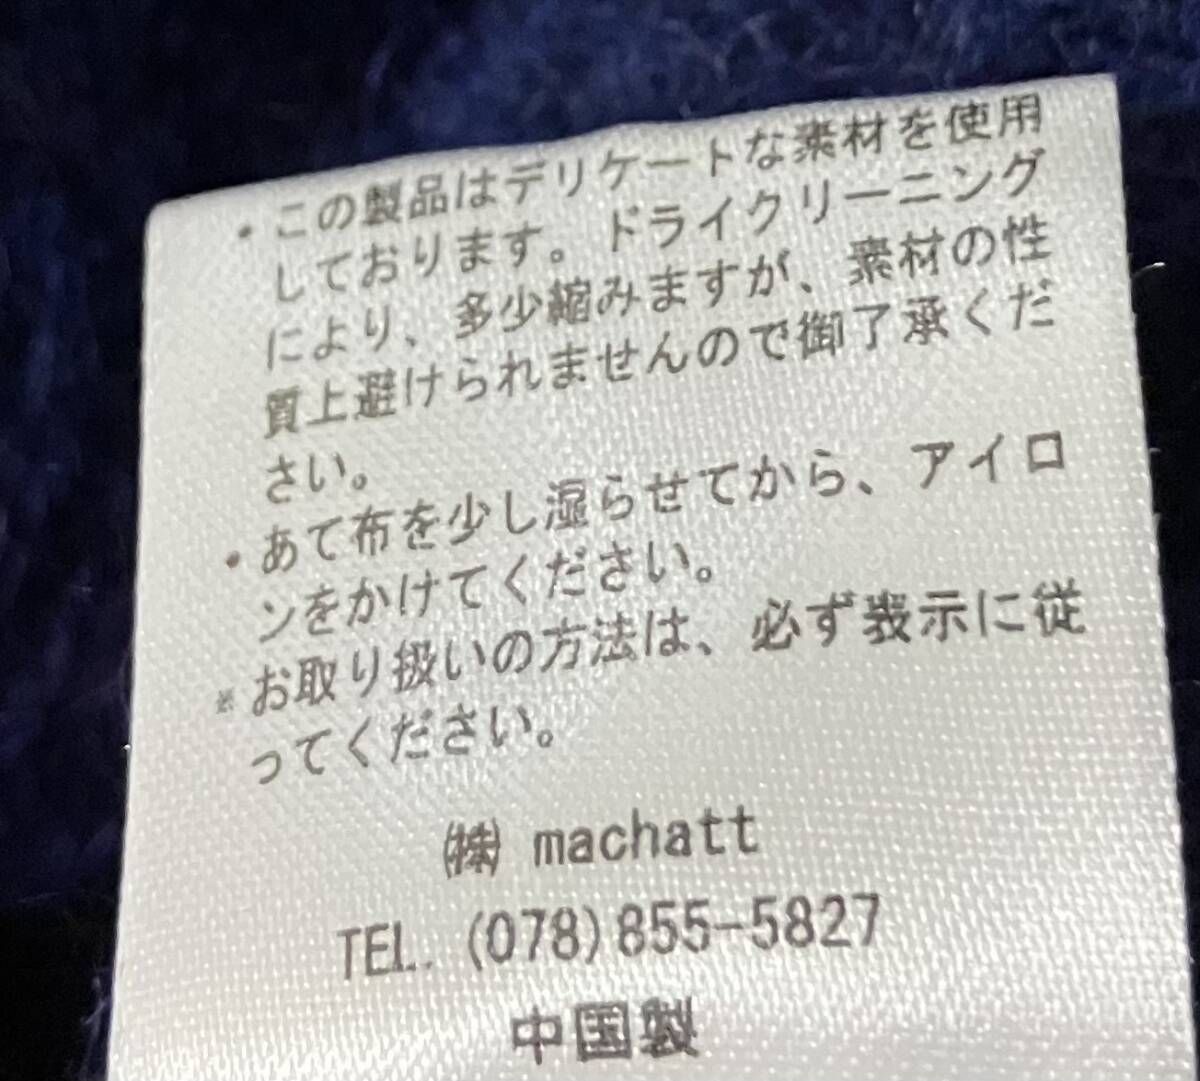 ・この製品はデリケートな素材を使用
しております。ドライクリーニング
により、多少縮みますが、素材の性
質上避けられませんので御了承くだ
さい。
・あて布を少し湿らせてから、アイロ
ンをかけてください。
※お取り扱いの方法は、必ず表示に従
ってください。
㈱ machatt
TEL. (078)855-5827
中国製